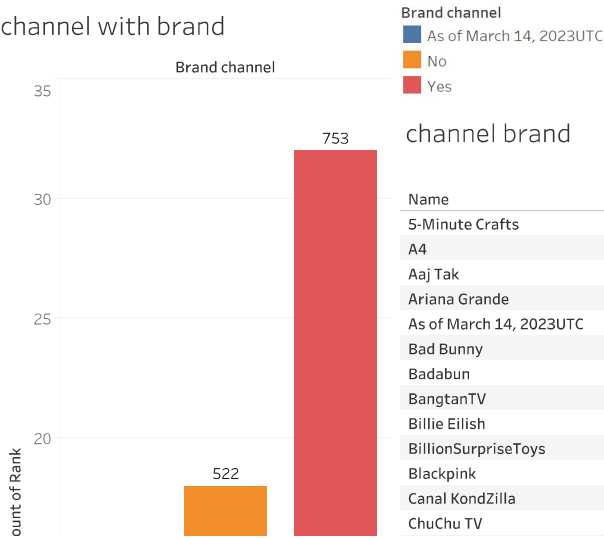 channel with brand
Brand channel
35
30
25
20
ount of Rank
753
522
Brand channel
As of March 14, 2023UTC
No
Yes
channel brand
Name
5-Minute Crafts
A4
Aaj Tak
Ariana Grande
As of March 14, 2023UTC
Bad Bunny
Badabun
BangtanTV
Billie Eilish
BillionSurpriseToys
Blackpink
Canal KondZilla
ChuChu TV